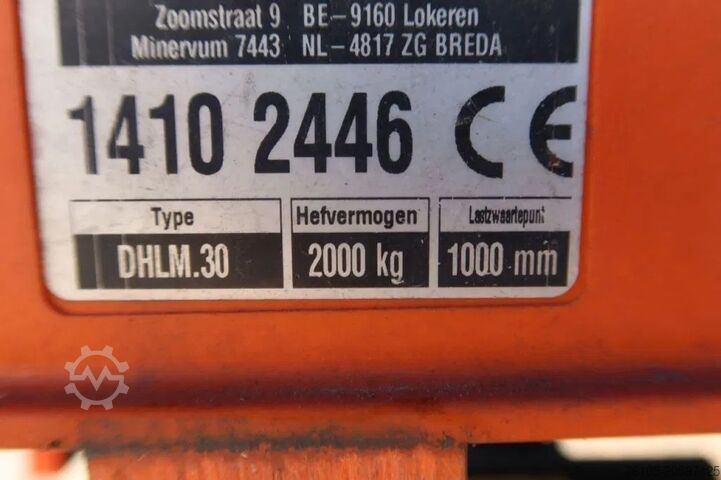 Zoomstraat 9 BE-9160 Lokeren
Minervum 7443 NL-4817 ZG BREDA
1410 2446 CE
Type Hefvermogen Lastzwaartepunt
DHLM.30 2000 kg 1000 mm